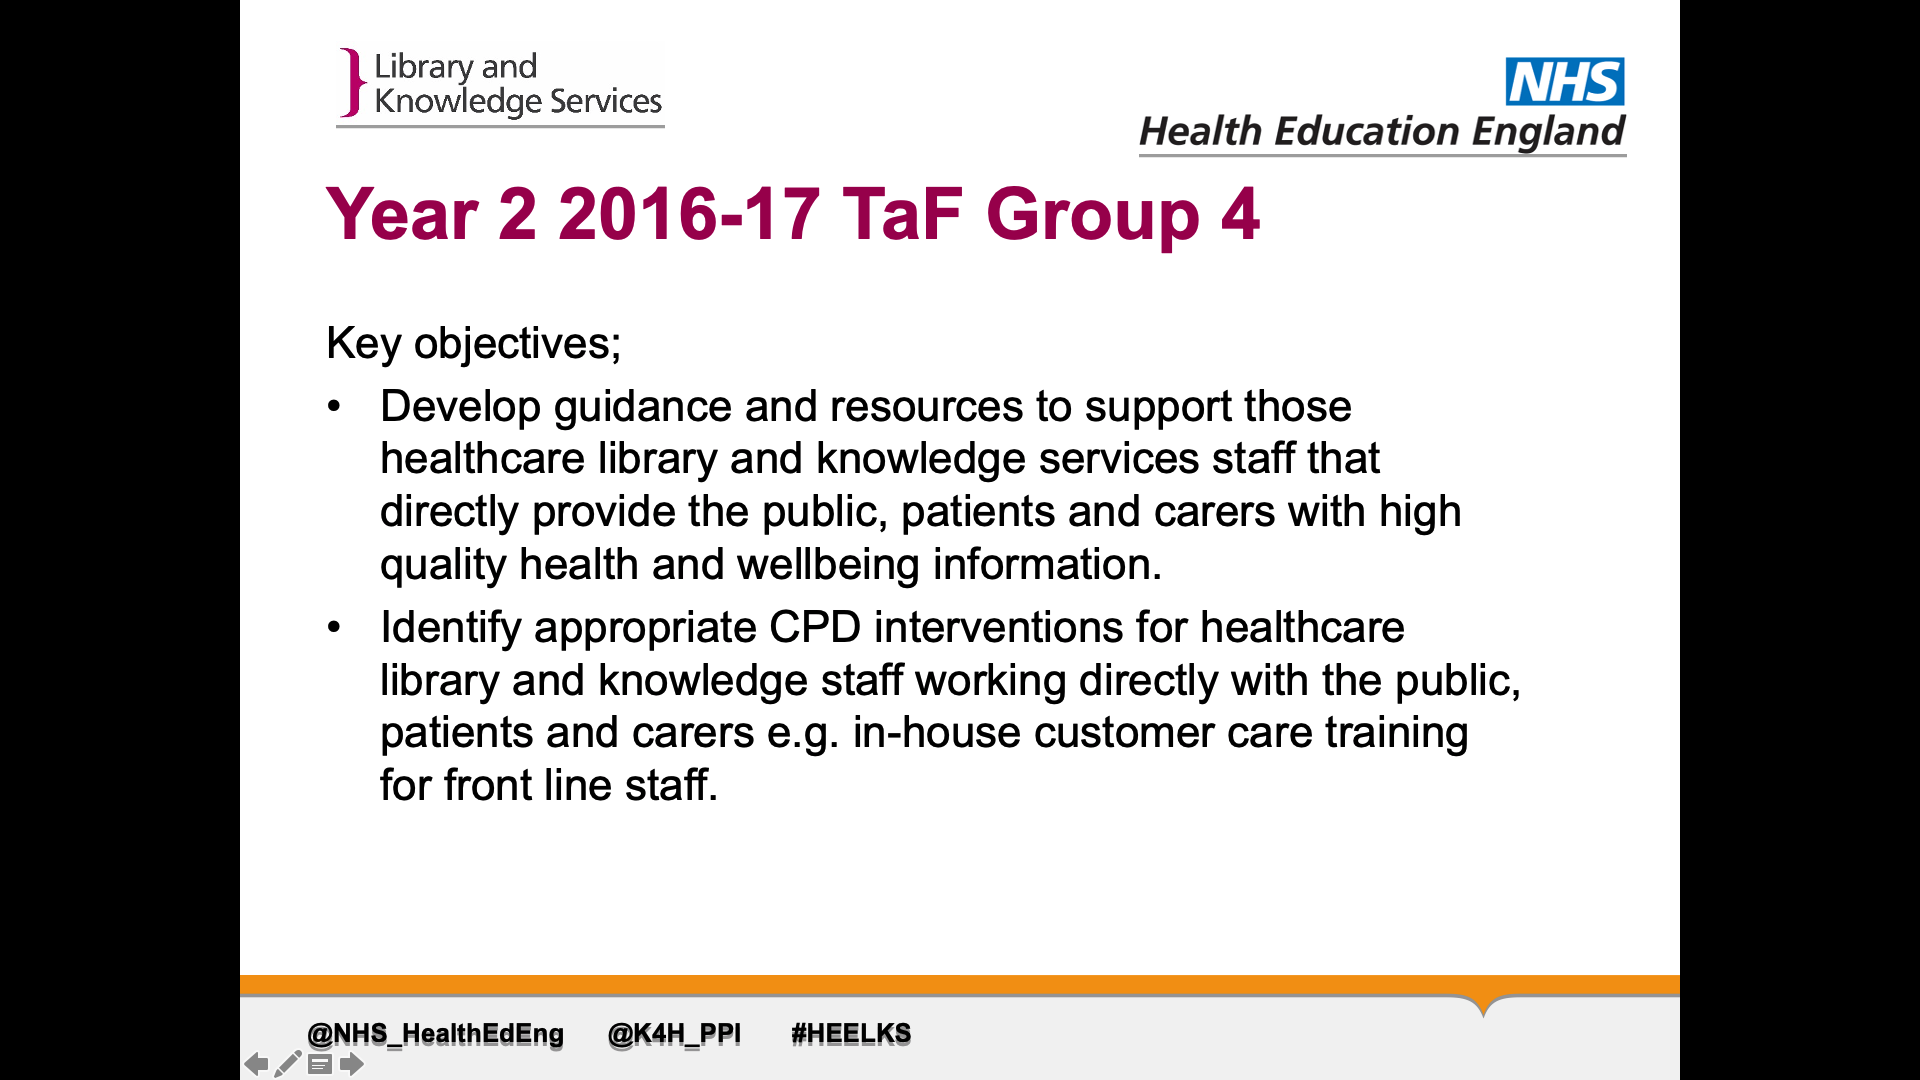 Library and
Knowledge Services
NHS
Health Education England
Year 2 2016-17 TaF Group 4
Key objectives;
• Develop guidance and resources to support those
healthcare library and knowledge services staff that
directly provide the public, patients and carers with high
quality health and wellbeing information.
• Identify appropriate CPD interventions for healthcare
library and knowledge staff working directly with the public,
patients and carers e.g. in-house customer care training
for front line staff.
@NHS_HealthEdEng @K4H_PPI #HEELKS